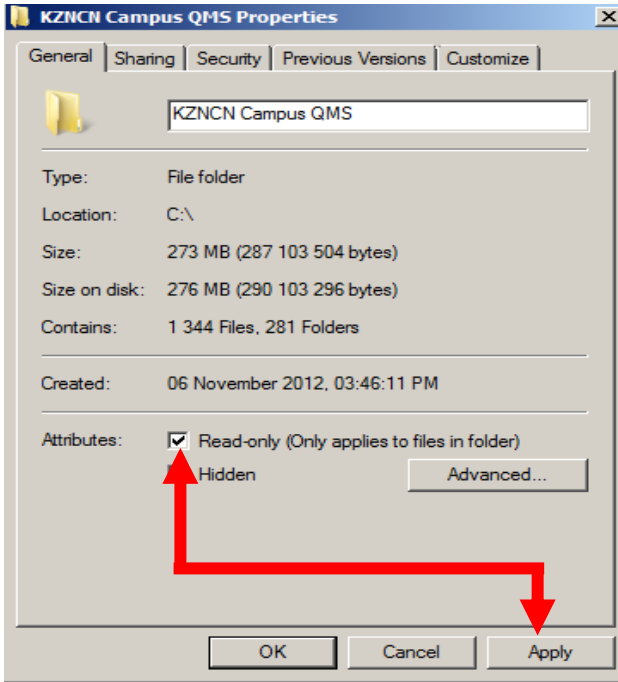 KZNCN Campus QMS Properties
General Sharing Security Previous Versions Customize
KZNCN Campus QMS
Type: File folder
Location: C:\
Size: 273 MB (287 103 504 bytes)
Size on disk: 276 MB (290 103 296 bytes)
Contains: 1 344 Files, 281 Folders
Created: 06 November 2012, 03:46:11 PM
Attributes: Read-only (Only applies to files in folder)
Hidden Advanced...
OK Cancel Apply